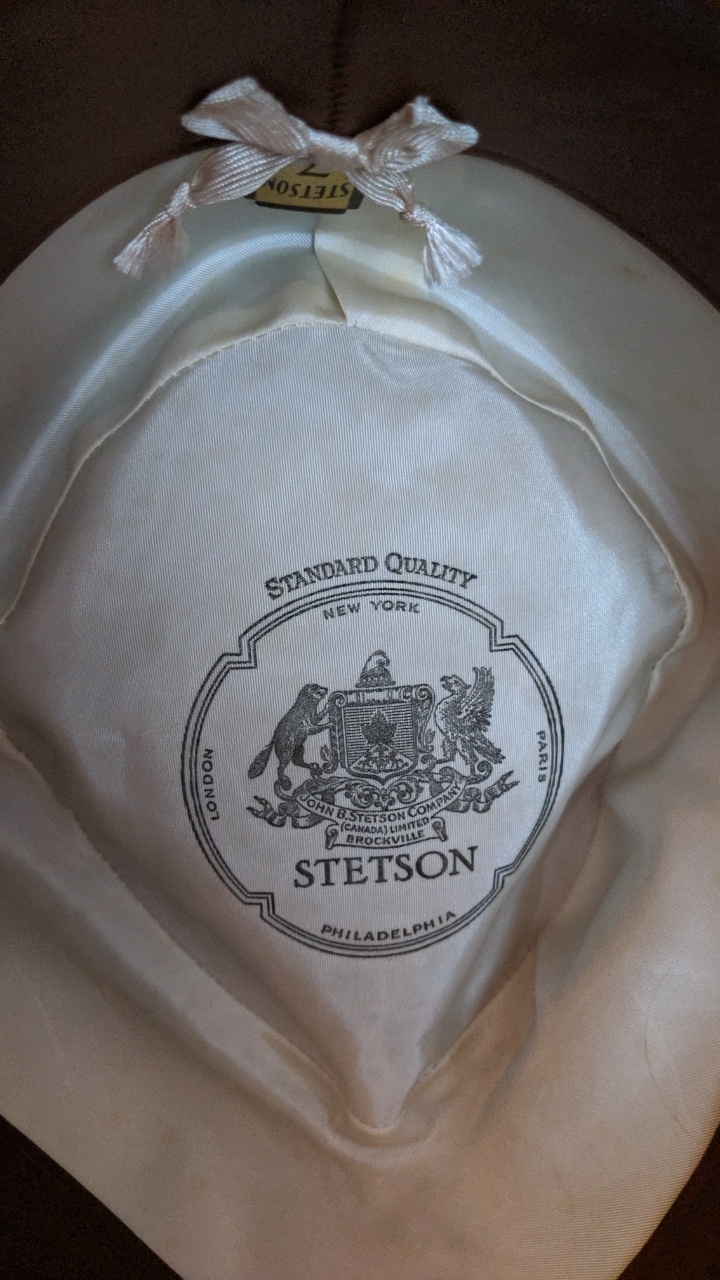 7
STETSON
STANDARD QUALITY
NEW YORK
LONDON
PARIS
JOHN B. STETSON COMPANY
(CANADA) LIMITED
BROCKVILLE
STETSON
PHILADELPHIA